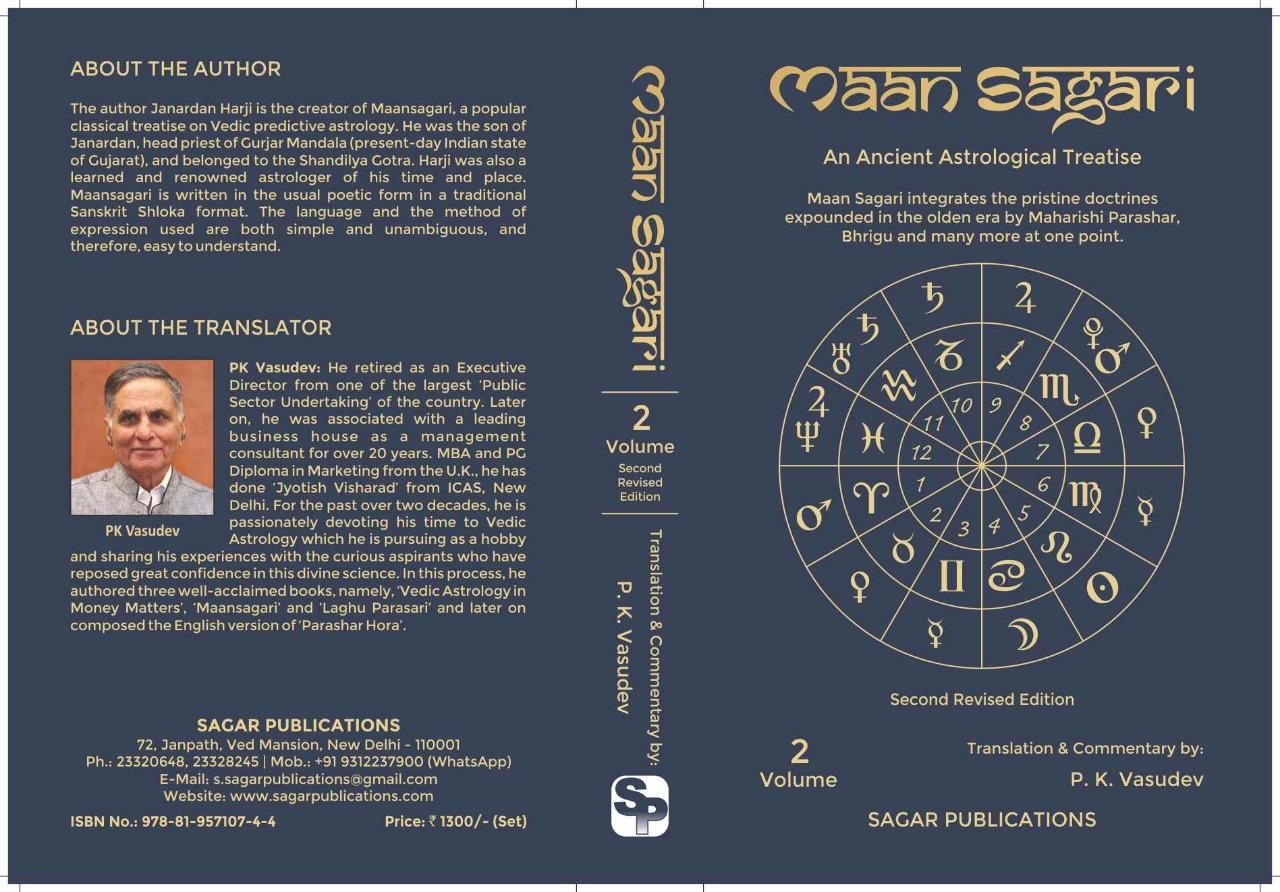 ABOUT THE AUTHOR
The author Janardan Harji is the creator of Maansagari, a popular
classical treatise on Vedic predictive astrology. He was the son of
Janardan, head priest of Gurjar Mandala (present-day Indian state
of Gujarat), and belonged to the Shandilya Gotra. Harji was also a
learned and renowned astrologer of his time and place.
Maansagari is written in the usual poetic form in a traditional
Sanskrit Shloka format. The language and the method of
expression used are both simple and unambiguous, and
therefore, easy to understand.
ABOUT THE TRANSLATOR
PK Vasudev: He retired as an Executive
Director from one of the largest ‘Public
Sector Undertaking’ of the country. Later
on, he was associated with a leading
business house as a management
consultant for over 20 years. MBA and PG
Diploma in Marketing from the U.K., he has
done ‘Jyotish Visharad’ from ICAS, New
Delhi. For the past over two decades, he is
passionately devoting his time to Vedic
Astrology which he is pursuing as a hobby
and sharing his experiences with the curious aspirants who have
reposed great confidence in this divine science. In this process, he
authored three well-acclaimed books, namely, ‘Vedic Astrology in
Money Matters’, ‘Maansagari’ and ‘Laghu Parasari’ and later on
composed the English version of ‘Parashar Hora’.
PK Vasudev
SAGAR PUBLICATIONS
72, Janpath, Ved Mansion, New Delhi - 110001
Ph.: 23320648, 23328245 | Mob.: +91 9312237900 (WhatsApp)
E-Mail: s.sagarpublications@gmail.com
Website: www.sagarpublications.com
ISBN No.: 978-81-957107-4-4 Price: ₹ 1300/- (Set)
maan sagari
2
Volume
Second
Revised
Edition
Translation & Commentary by:
P. K. Vasudev
SP
maan sagari
An Ancient Astrological Treatise
Maan Sagari integrates the pristine doctrines
expounded in the olden era by Maharishi Parashar,
Bhrigu and many more at one point.
♄ ♃
♄ ♇
♅ ♂
♑ ♐
♒ ♏
♃ 10 9 ♀
♆ ♓ 11 8 ♎
12 7
1 6
♂ ♈ 2 5 ♍ ☿
3 4
♉ ♌
♊ ♋
♀ ☉
☿ ☽
Second Revised Edition
2
Volume
Translation & Commentary by:
P. K. Vasudev
SAGAR PUBLICATIONS